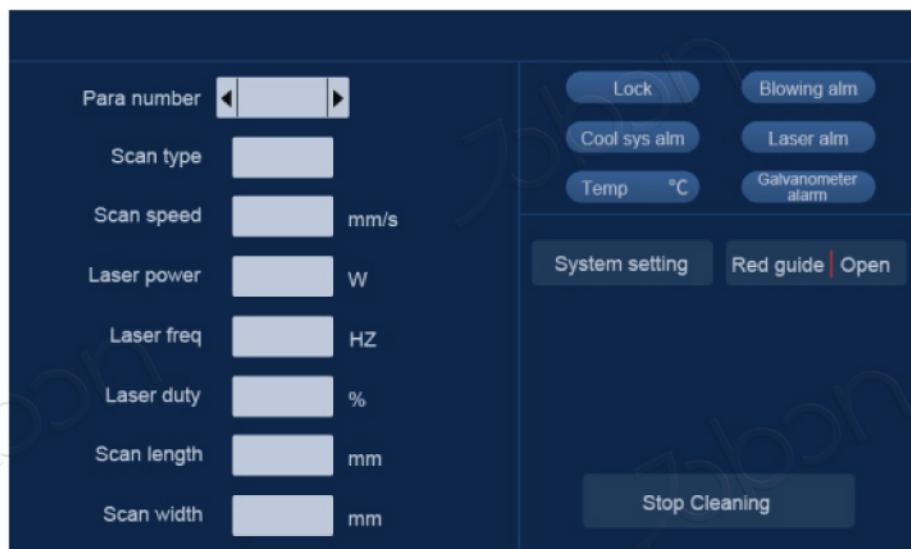 Para number
Scan type
Scan speed mm/s
Laser power W
Laser freq HZ
Laser duty %
Scan length mm
Scan width mm
Lock Blowing alm
Cool sys alm Laser alm
Temp °C Galvanometer
alarm
System setting Red guide Open
Stop Cleaning